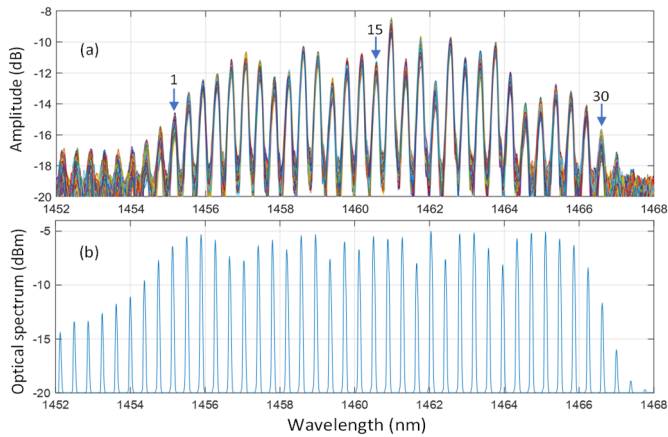 -8
(a)
15
-10
1
-12
30
-14
-16
-18
-20
Amplitude (dB)
1452 1454 1456 1458 1460 1462 1464 1466 1468
-5
(b)
-10
-15
-20
Optical spectrum (dBm)
1452 1454 1456 1458 1460 1462 1464 1466 1468
Wavelength (nm)